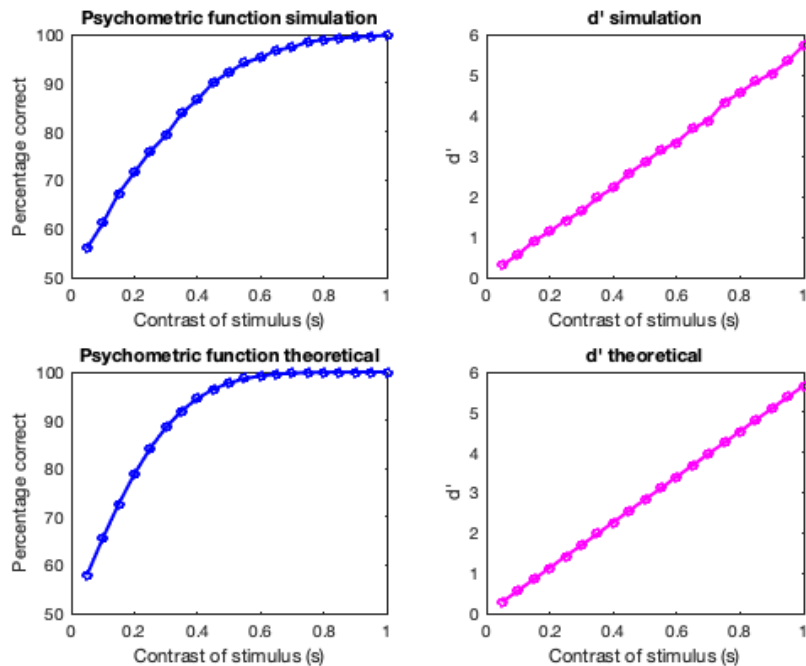 Psychometric function simulation
100
90
80
70
60
50
Percentage correct
0 0.2 0.4 0.6 0.8 1
Contrast of stimulus (s)
d' simulation
6
5
4
3
2
1
0
d'
0 0.2 0.4 0.6 0.8 1
Contrast of stimulus (s)
Psychometric function theoretical
100
90
80
70
60
50
Percentage correct
0 0.2 0.4 0.6 0.8 1
Contrast of stimulus (s)
d' theoretical
6
5
4
3
2
1
0
d'
0 0.2 0.4 0.6 0.8 1
Contrast of stimulus (s)